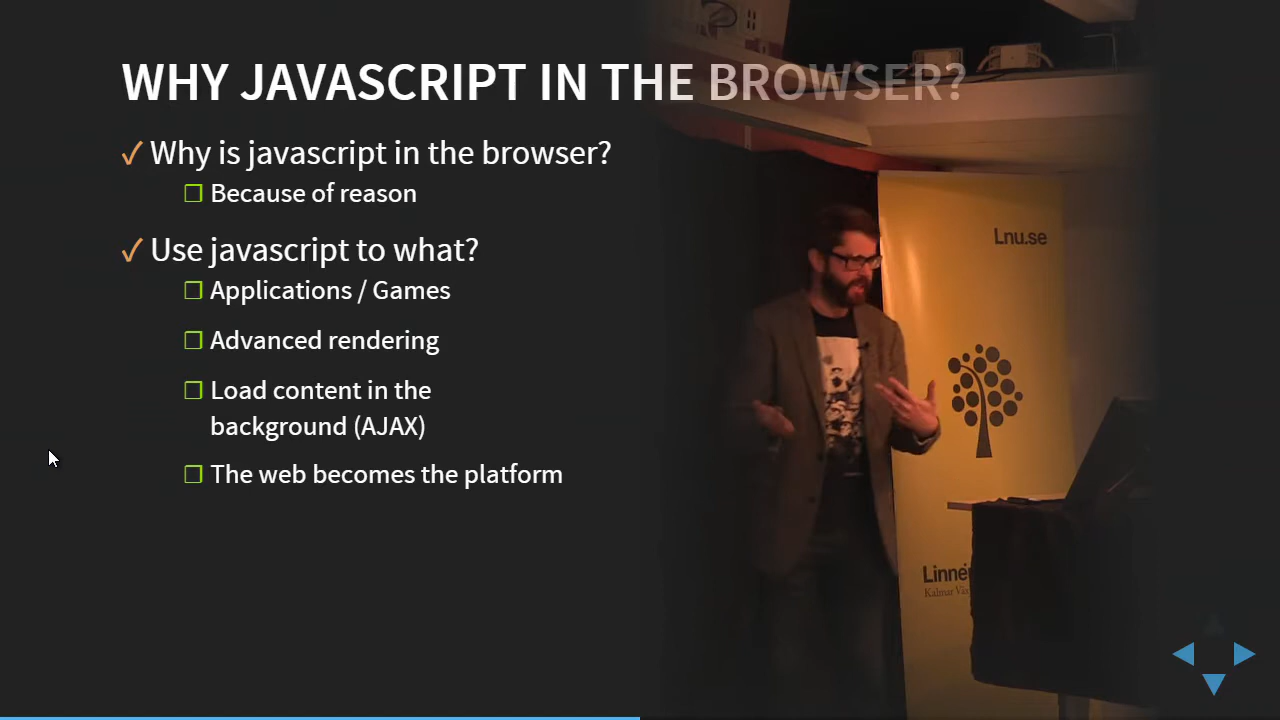 WHY JAVASCRIPT IN THE BROWSER?
Why is javascript in the browser?
Because of reason
Use javascript to what?
Applications / Games
Advanced rendering
Load content in the
background (AJAX)
The web becomes the platform
Lnu.se